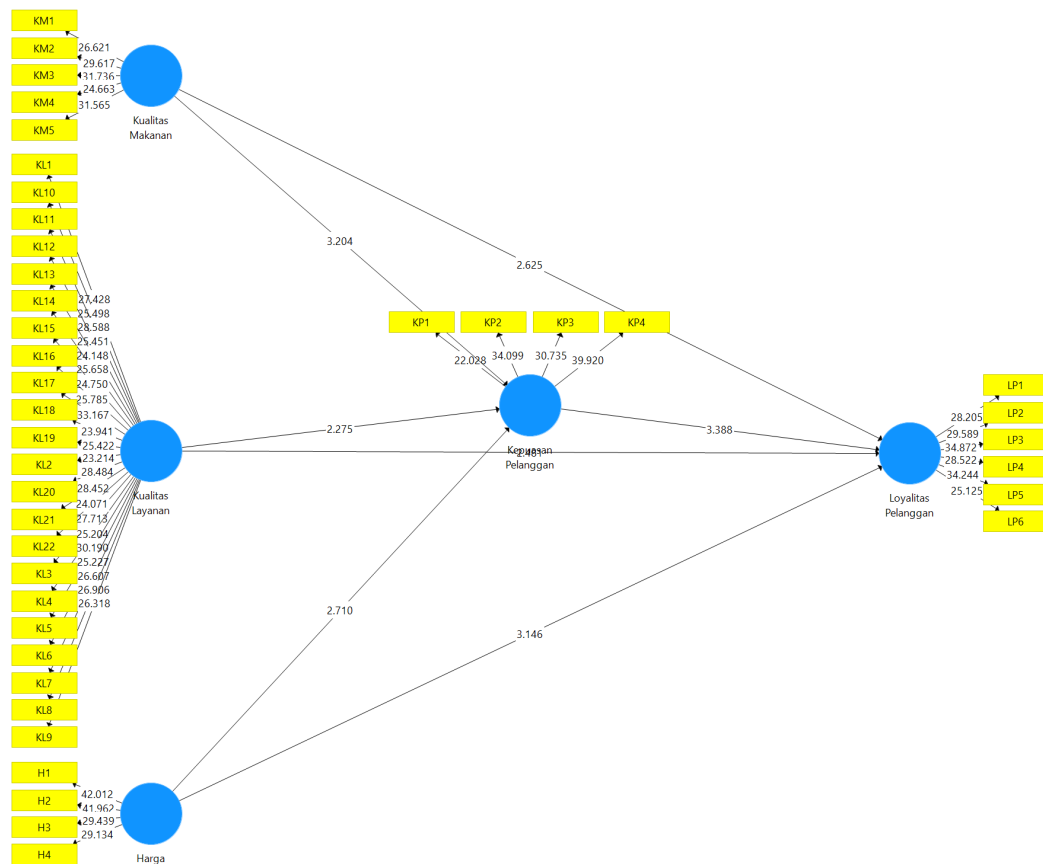 KM1
KM2
KM3
KM4
KM5
26.621
29.617
31.736
24.663
31.565
Kualitas
Makanan
KL1
KL10
KL11
KL12
KL13
KL14
KL15
KL16
KL17
KL18
KL19
KL2
KL20
KL21
KL22
KL3
KL4
KL5
KL6
KL7
KL8
KL9
27.428
25.498
28.588
25.451
24.148
25.658
24.750
25.785
33.167
23.941
25.422
23.214
28.484
28.452
24.071
27.713
25.204
30.190
25.227
26.607
26.906
26.318
Kualitas
Layanan
H1
H2
H3
H4
42.012
41.962
29.439
29.134
Harga
3.204
2.625
2.275
2.710
3.146
3.388
KP1
KP2
KP3
KP4
22.028
34.099
30.735
39.920
Kepuasan
Pelanggan
LP1
LP2
LP3
LP4
LP5
LP6
28.205
29.589
34.872
28.522
34.244
25.125
Loyalitas
Pelanggan